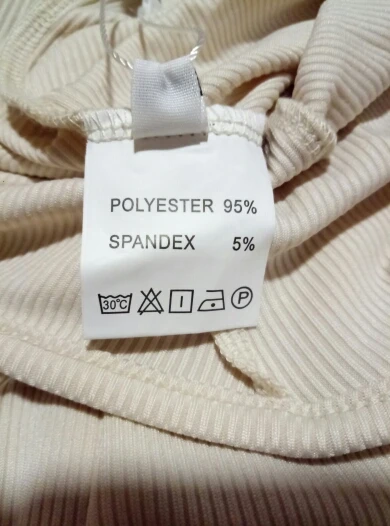 POLYESTER 95%
SPANDEX 5%
30°C P